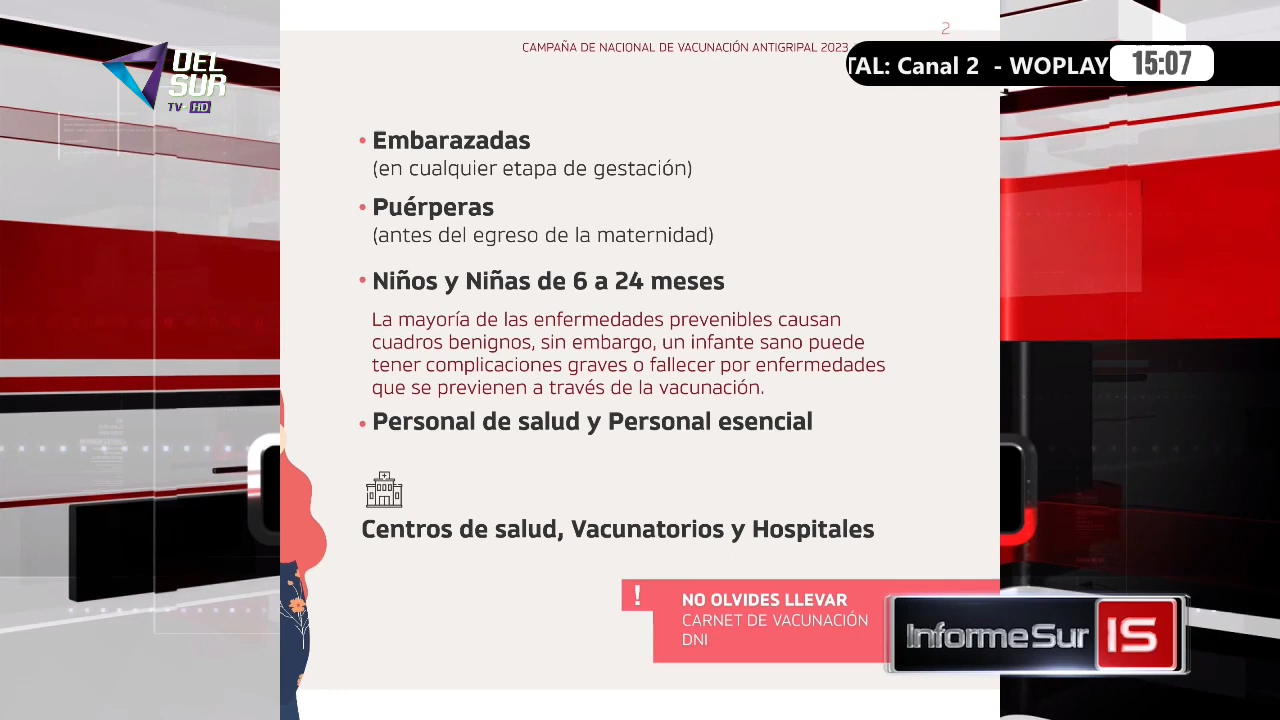 2
CAMPAÑA DE NACIONAL DE VACUNACIÓN ANTIGRIPAL 2023
DEL
SUR
TV- HD
TAL: Canal 2 - WOPLAY
15:07
• Embarazadas
(en cualquier etapa de gestación)
• Puérperas
(antes del egreso de la maternidad)
• Niños y Niñas de 6 a 24 meses
La mayoría de las enfermedades prevenibles causan
cuadros benignos, sin embargo, un infante sano puede
tener complicaciones graves o fallecer por enfermedades
que se previenen a través de la vacunación.
• Personal de salud y Personal esencial
Centros de salud, Vacunatorios y Hospitales
!
NO OLVIDES LLEVAR
CARNET DE VACUNACIÓN
DNI
InformeSur IS